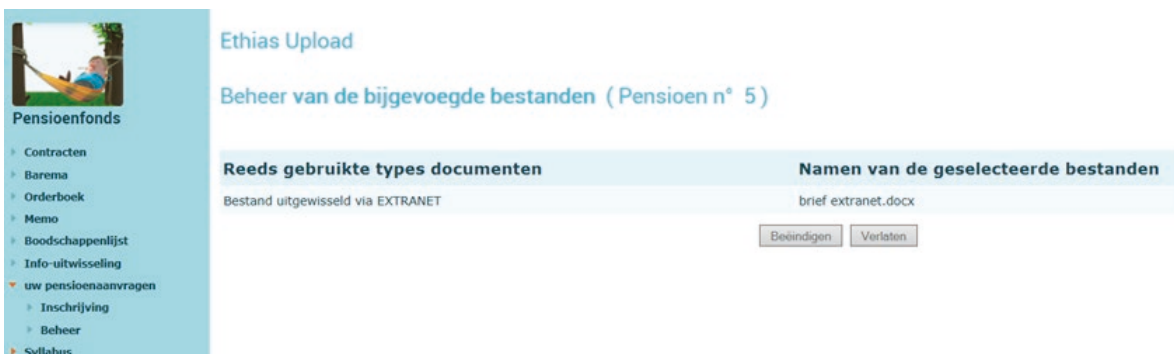 Pensioenfonds
Contracten
Barema
Orderboek
Memo
Boodschappenlijst
Info-uitwisseling
uw pensioenaanvragen
Inschrijving
Beheer
Syllabus
Ethias Upload
Beheer van de bijgevoegde bestanden ( Pensioen n° 5 )
Reeds gebruikte types documenten Namen van de geselecteerde bestanden
Bestand uitgewisseld via EXTRANET brief extranet.docx
Beëindigen Verlaten